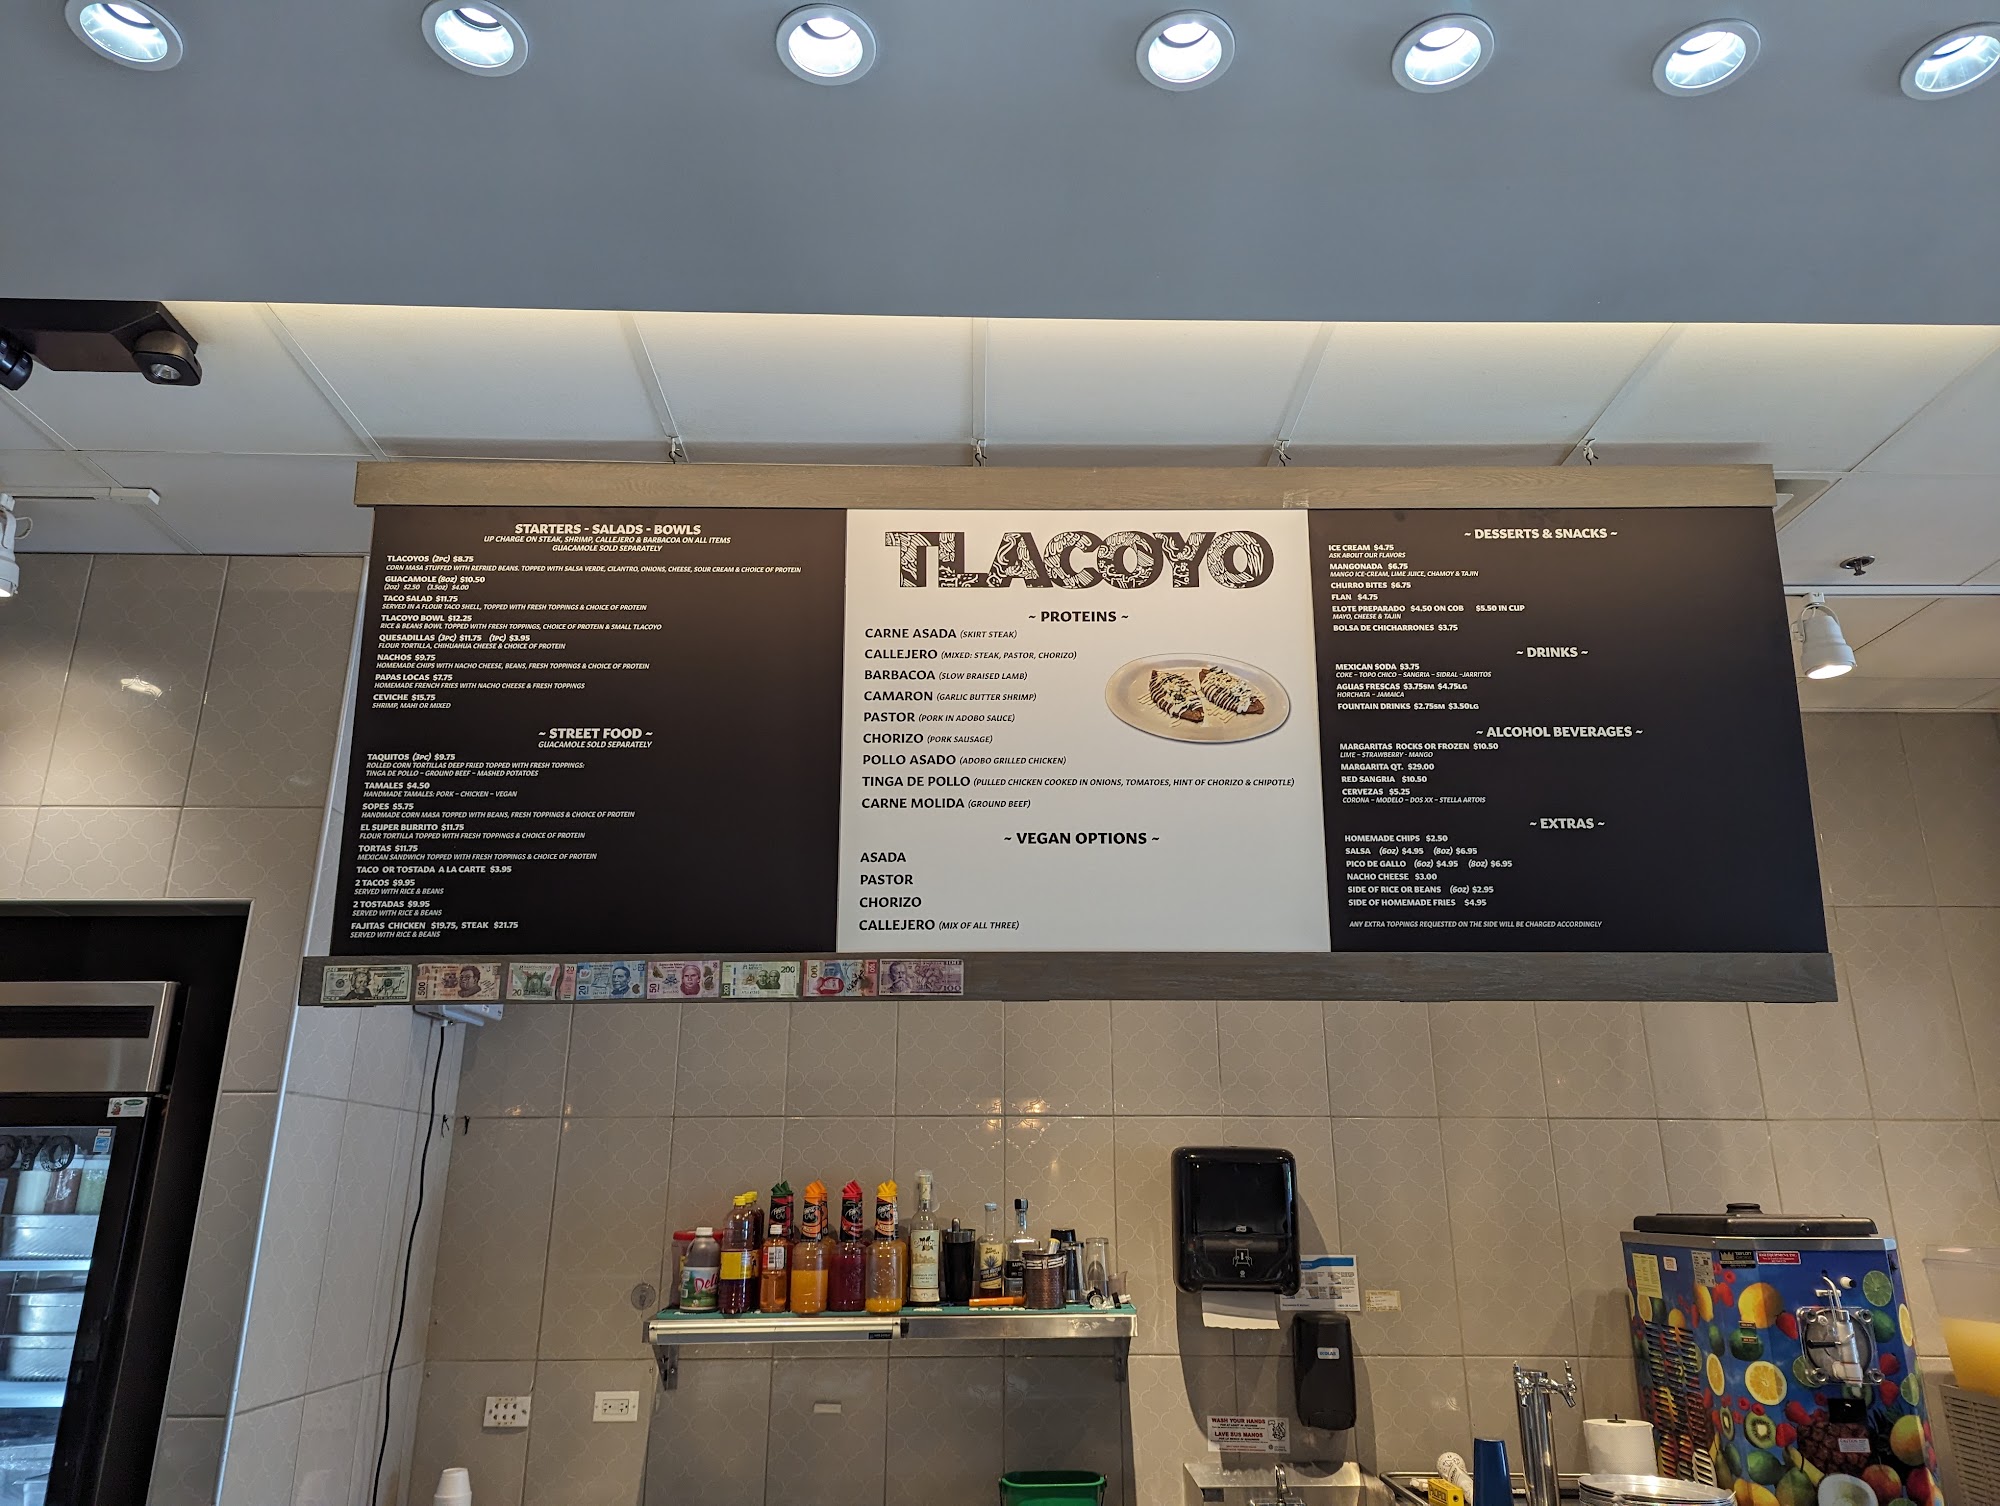 STARTERS - SALADS - BOWLS
UP CHARGE ON STEAK, SHRIMP, CALLEJERO & BARBACOA ON ALL ITEMS
GUACAMOLE SOLD SEPARATELY
TLACOYOS (2PC) $8.75
CORN MASA STUFFED WITH REFRIED BEANS. TOPPED WITH SALSA VERDE, CILANTRO, ONIONS, CHEESE, SOUR CREAM & CHOICE OF PROTEIN
GUACAMOLE (8OZ) $10.50
(2OZ) $2.50 (3.5OZ) $4.00
TACO SALAD $11.75
SERVED IN A FLOUR TACO SHELL, TOPPED WITH FRESH TOPPINGS & CHOICE OF PROTEIN
TLACOYO BOWL $12.25
RICE & BEANS BOWL TOPPED WITH FRESH TOPPINGS, CHOICE OF PROTEIN & SMALL TLACOYO
QUESADILLAS (3PC) $11.75 (1PC) $3.95
FLOUR TORTILLA, CHIHUAHUA CHEESE & CHOICE OF PROTEIN
NACHOS $9.75
HOMEMADE CHIPS WITH NACHO CHEESE, BEANS, FRESH TOPPINGS & CHOICE OF PROTEIN
PAPAS LOCAS $7.75
HOMEMADE FRENCH FRIES WITH NACHO CHEESE & FRESH TOPPINGS
CEVICHE $15.75
SHRIMP, MAHI OR MIXED
~ STREET FOOD ~
GUACAMOLE SOLD SEPARATELY
TAQUITOS (3PC) $9.75
ROLLED CORN TORTILLAS DEEP FRIED TOPPED WITH FRESH TOPPINGS:
TINGA DE POLLO – GROUND BEEF – MASHED POTATOES
TAMALES $4.50
HANDMADE TAMALES: PORK – CHICKEN – VEGAN
SOPES $5.75
HANDMADE CORN MASA TOPPED WITH BEANS, FRESH TOPPINGS & CHOICE OF PROTEIN
EL SUPER BURRITO $11.75
FLOUR TORTILLA TOPPED WITH FRESH TOPPINGS & CHOICE OF PROTEIN
TORTAS $11.75
MEXICAN SANDWICH TOPPED WITH FRESH TOPPINGS & CHOICE OF PROTEIN
TACO OR TOSTADA A LA CARTE $3.95
2 TACOS $9.95
SERVED WITH RICE & BEANS
2 TOSTADAS $9.95
SERVED WITH RICE & BEANS
FAJITAS CHICKEN $19.75, STEAK $21.75
SERVED WITH RICE & BEANS
TLACOYO
~ PROTEINS ~
CARNE ASADA (SKIRT STEAK)
CALLEJERO (MIXED: STEAK, PASTOR, CHORIZO)
BARBACOA (SLOW BRAISED LAMB)
CAMARON (GARLIC BUTTER SHRIMP)
PASTOR (PORK IN ADOBO SAUCE)
CHORIZO (PORK SAUSAGE)
POLLO ASADO (ADOBO GRILLED CHICKEN)
TINGA DE POLLO (PULLED CHICKEN COOKED IN ONIONS, TOMATOES, HINT OF CHORIZO & CHIPOTLE)
CARNE MOLIDA (GROUND BEEF)
~ VEGAN OPTIONS ~
ASADA
PASTOR
CHORIZO
CALLEJERO (MIX OF ALL THREE)
~ DESSERTS & SNACKS ~
ICE CREAM $4.75
ASK ABOUT OUR FLAVORS
MANGONADA $6.75
MANGO ICE-CREAM, LIME JUICE, CHAMOY & TAJIN
CHURRO BITES $6.75
FLAN $4.75
ELOTE PREPARADO $4.50 ON COB $5.50 IN CUP
MAYO, CHEESE & TAJIN
BOLSA DE CHICHARRONES $3.75
~ DRINKS ~
MEXICAN SODA $3.75
COKE – TOPO CHICO – SANGRIA – SIDRAL -JARRITOS
AGUAS FRESCAS $3.75SM $4.75LG
HORCHATA – JAMAICA
FOUNTAIN DRINKS $2.75SM $3.50LG
~ ALCOHOL BEVERAGES ~
MARGARITAS ROCKS OR FROZEN $10.50
LIME – STRAWBERRY - MANGO
MARGARITA QT. $29.00
RED SANGRIA $10.50
CERVEZAS $5.25
CORONA – MODELO – DOS XX – STELLA ARTOIS
~ EXTRAS ~
HOMEMADE CHIPS $2.50
SALSA (6OZ) $4.95 (8OZ) $6.95
PICO DE GALLO (6OZ) $4.95 (8OZ) $6.95
NACHO CHEESE $3.00
SIDE OF RICE OR BEANS (6OZ) $2.95
SIDE OF HOMEMADE FRIES $4.95
ANY EXTRA TOPPINGS REQUESTED ON THE SIDE WILL BE CHARGED ACCORDINGLY
500
20
20
50
200
100
100
OYO
WASH YOUR HANDS
LAVE SUS MANOS